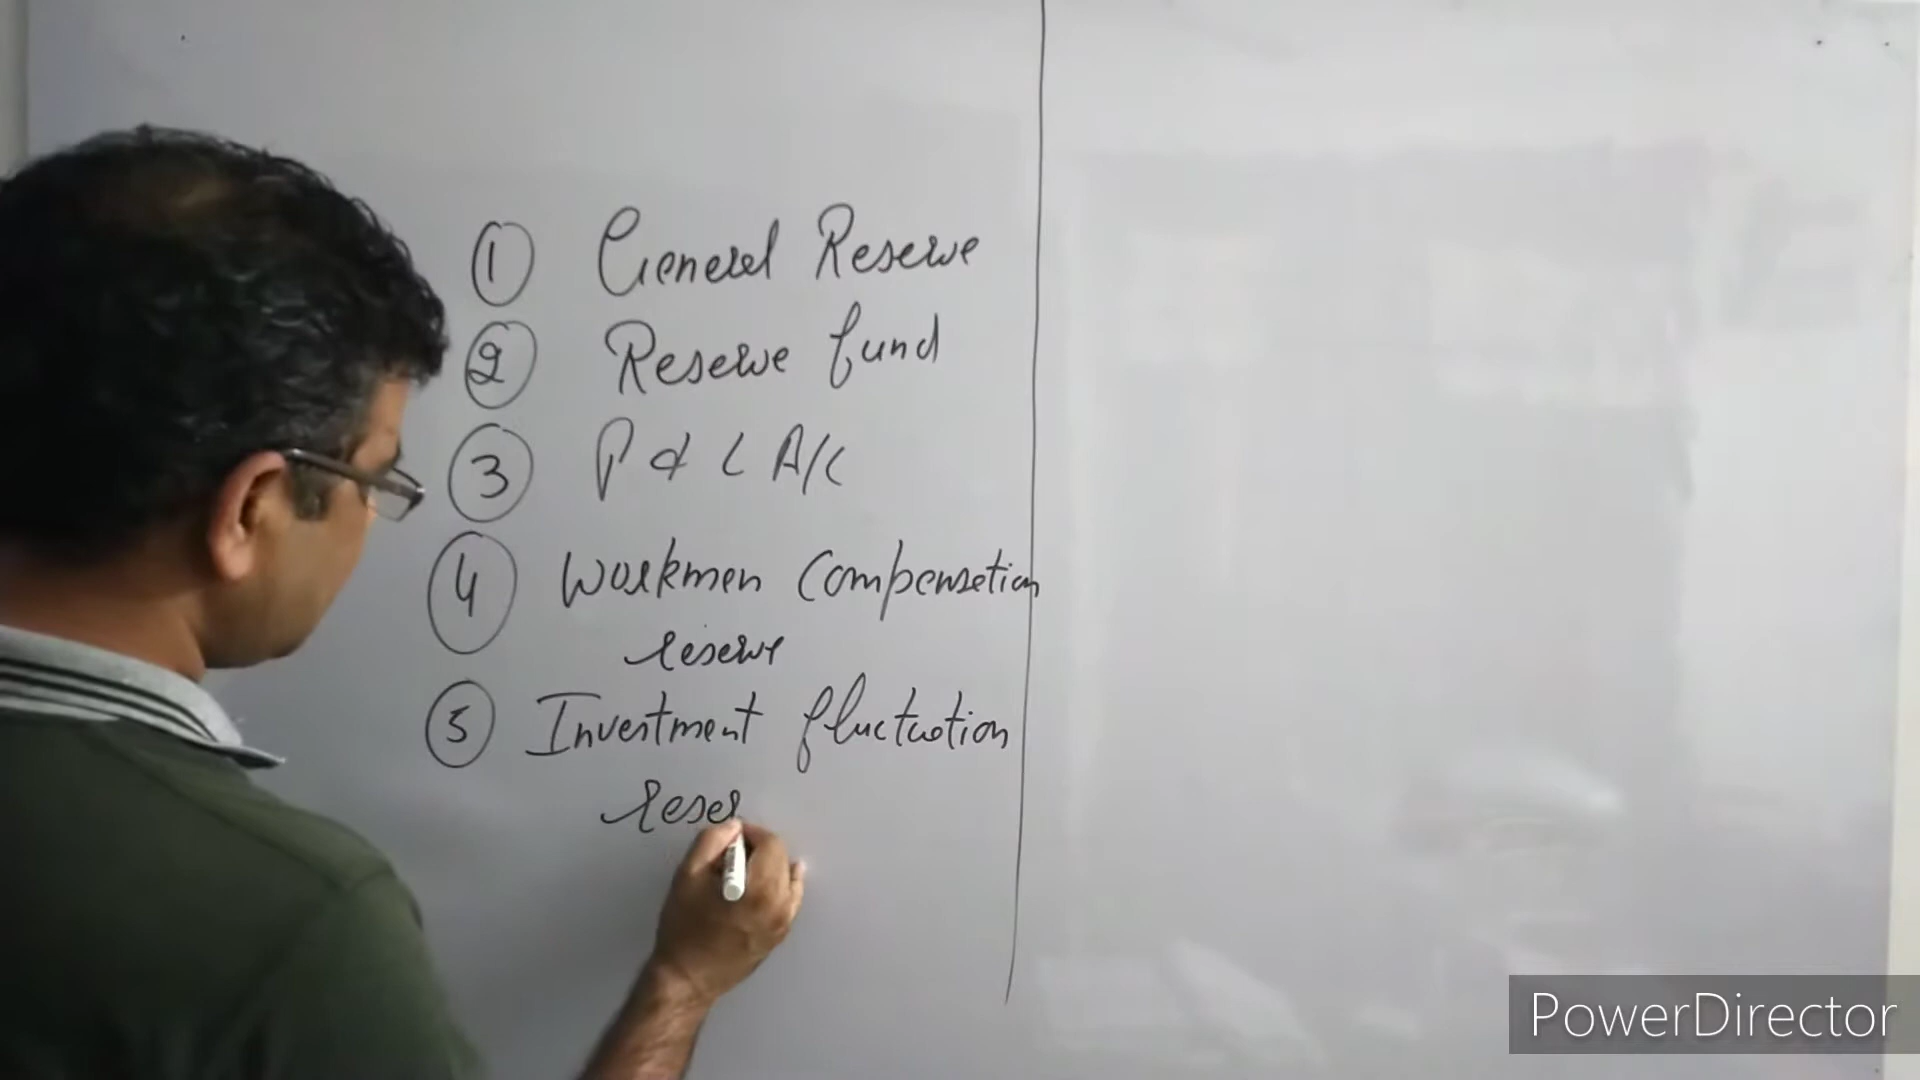 ① General Reserve
② Reserve fund
③ P & L A/C
④ Workmen Compensation
reserve
⑤ Investment fluctuation
reser
PowerDirector